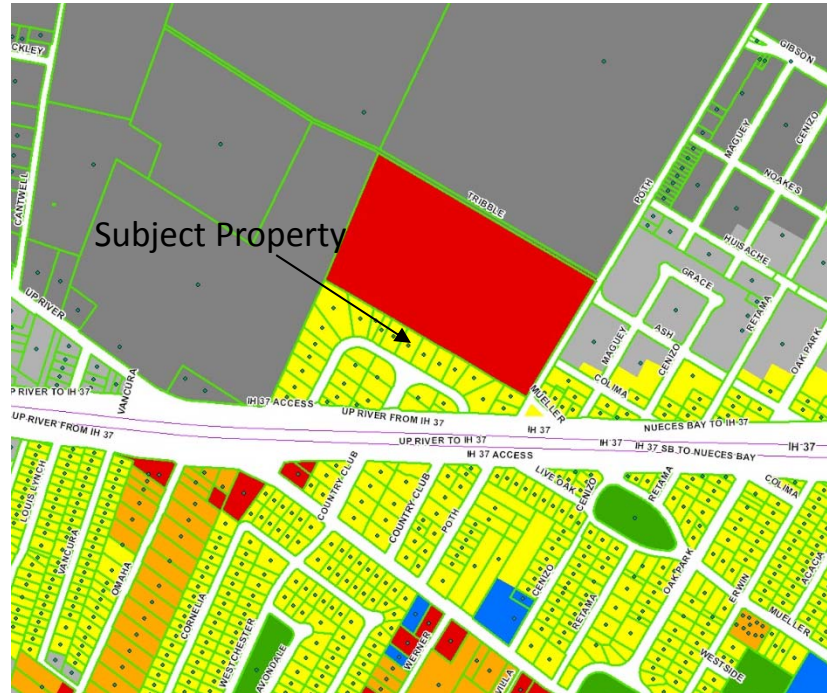 CKLEY
GIBSON
CENIZO
MAGUEY
NOAKES
CANTWELL
TRIBBLE
POTH
HUISACHE
Subject Property
GRACE
RETAMA
UP RIVER
MAGUEY
ASH
CENIZO
OAK PARK
VANCURA
COLIMA
MUELLER
P RIVER TO IH 37
IH 37 ACCESS
UP RIVER FROM IH 37
NUECES BAY TO IH 37
UP RIVER FROM IH 37
IH 37
UP RIVER TO IH 37
IH 37
IH 37 SB TO NUECES BAY
IH 37
IH 37 ACCESS
LOUIS LYNCH
VANCURA
OMAHA
COUNTRY CLUB
COUNTRY CLUB
POTH
LIVE OAK
CENIZO
RETAMA
COLIMA
CORNELIA
CENIZO
RETAMA
OAK PARK
ERWIN
ACACIA
MUELLER
WESTCHESTER
AVONDALE
WERNER
VILLA
WESTSIDE